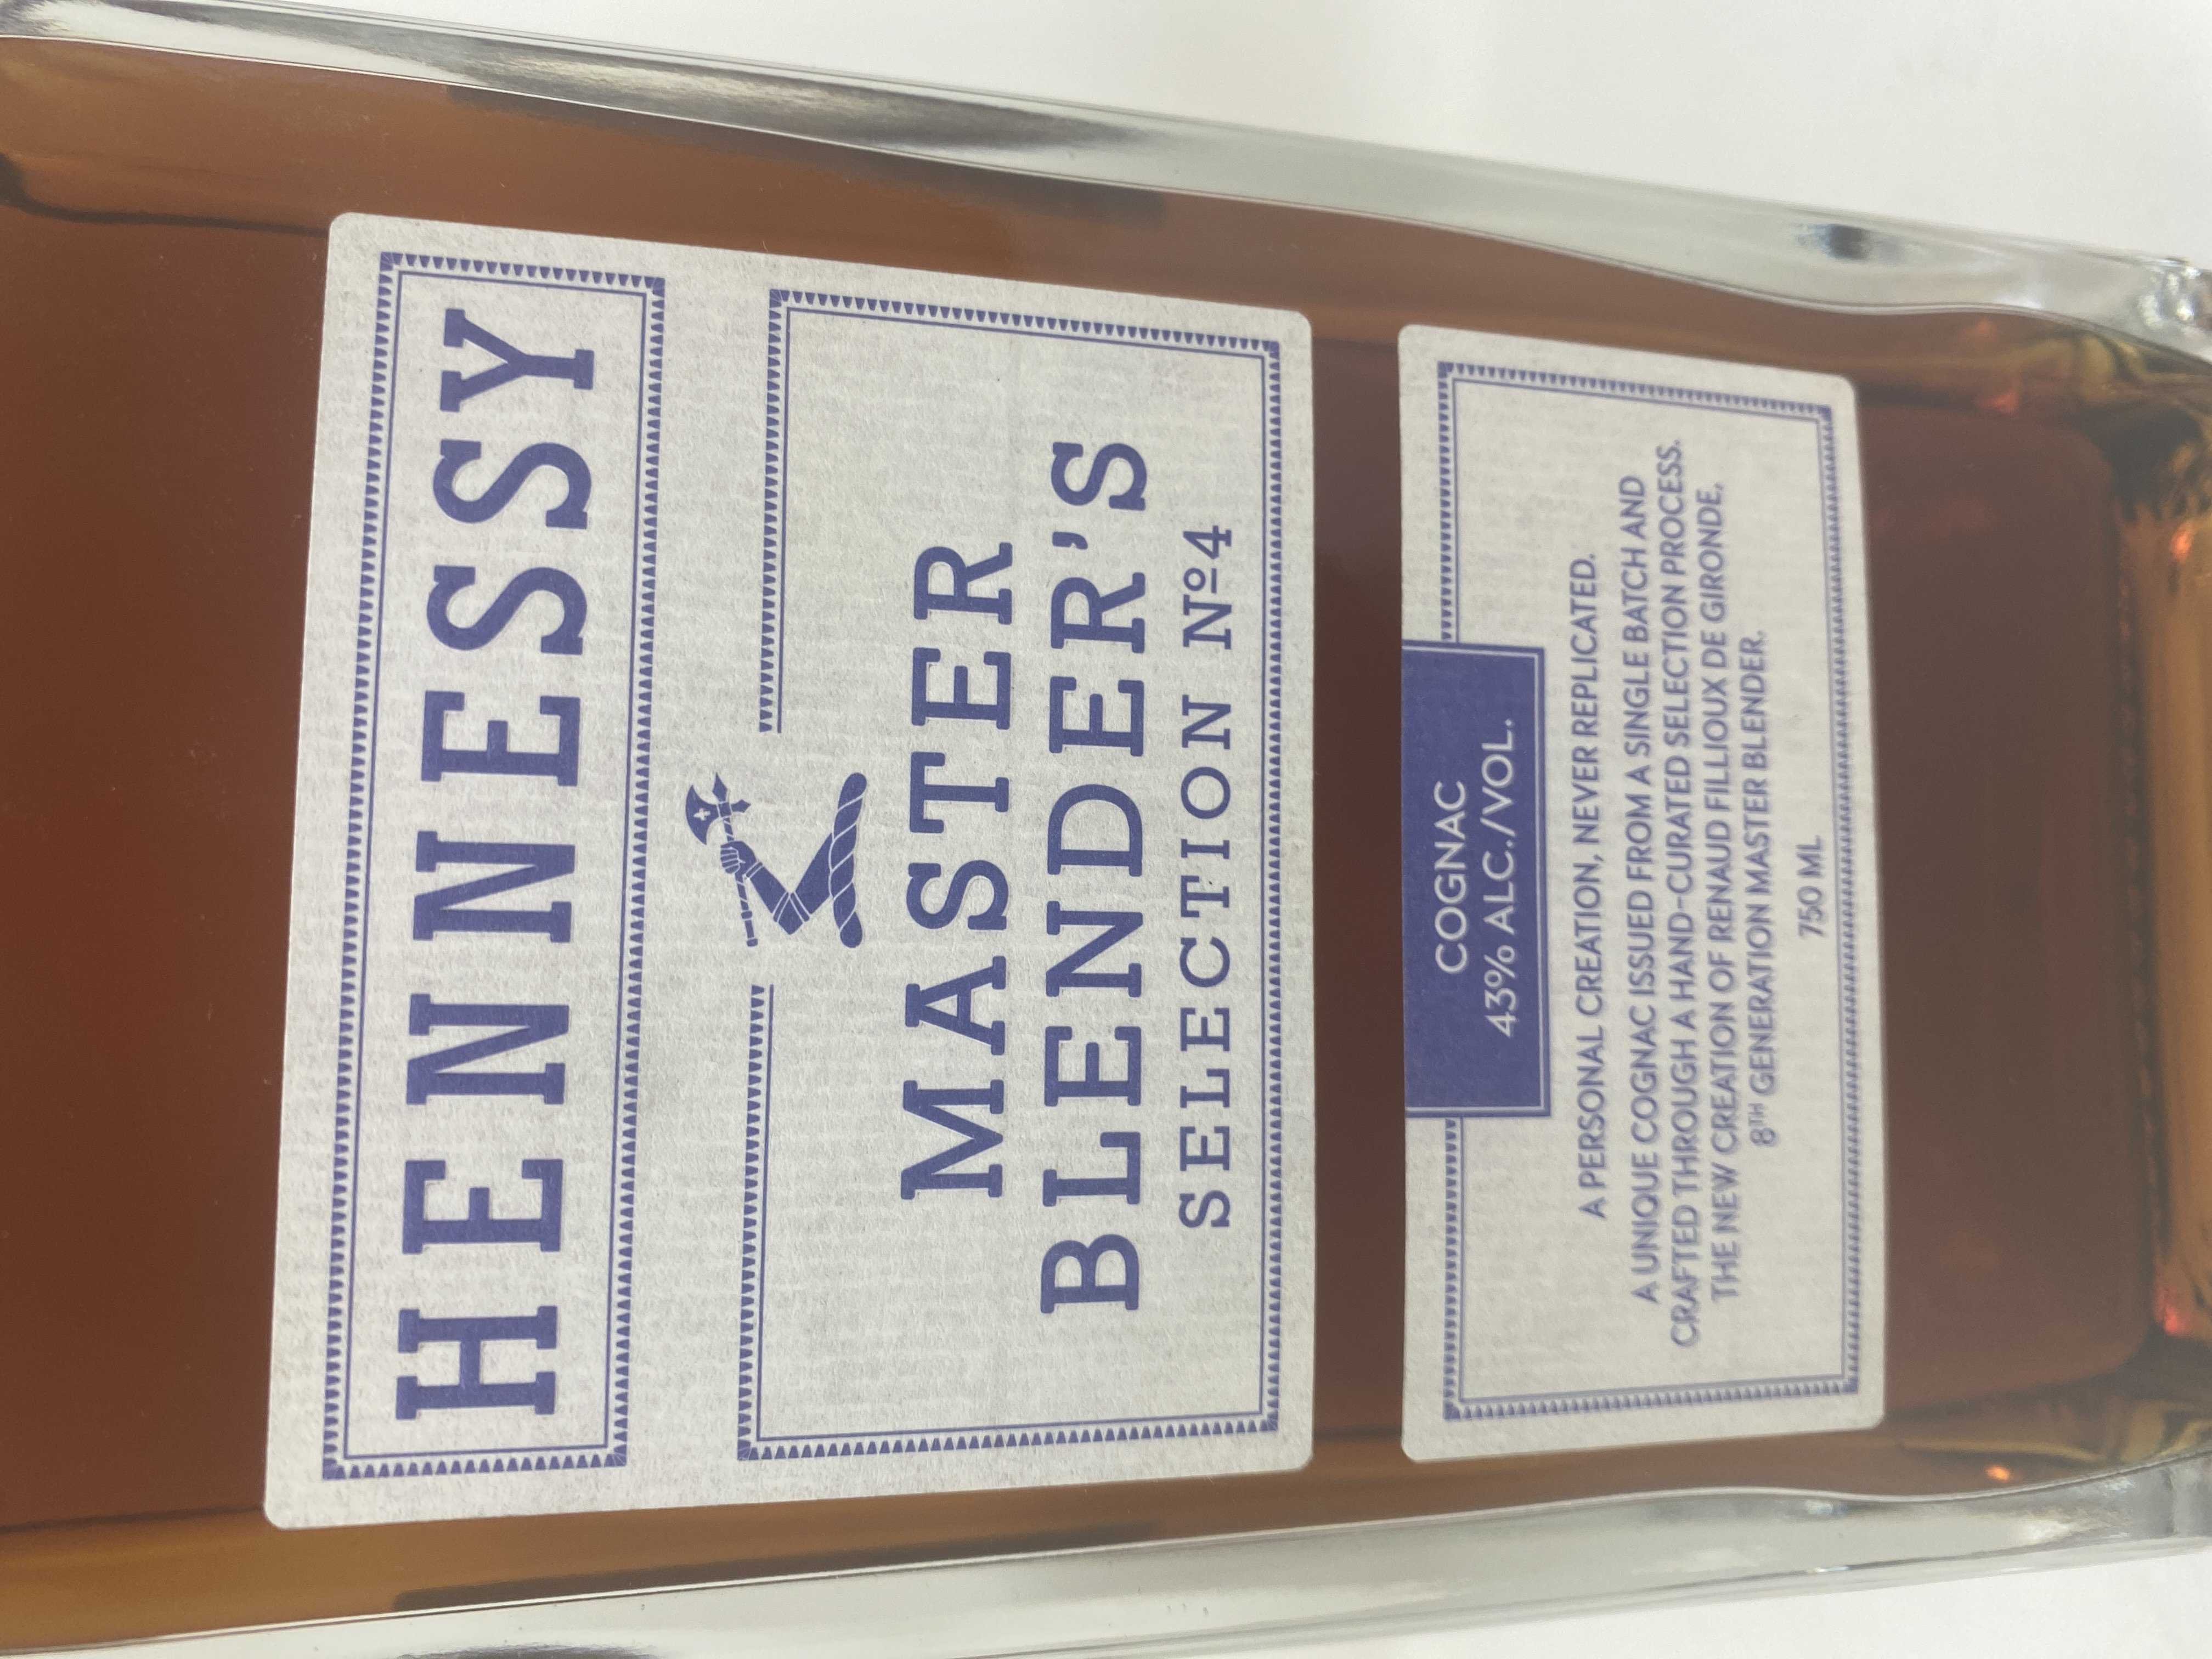 HENNESSY
MASTER
BLENDER'S
SELECTION Nº4
COGNAC
43% ALC./VOL.
A PERSONAL CREATION, NEVER REPLICATED.
A UNIQUE COGNAC ISSUED FROM A SINGLE BATCH AND
CRAFTED THROUGH A HAND-CURATED SELECTION PROCESS.
THE NEW CREATION OF RENAUD FILLIOUX DE GIRONDE,
8TH GENERATION MASTER BLENDER.
750 ML